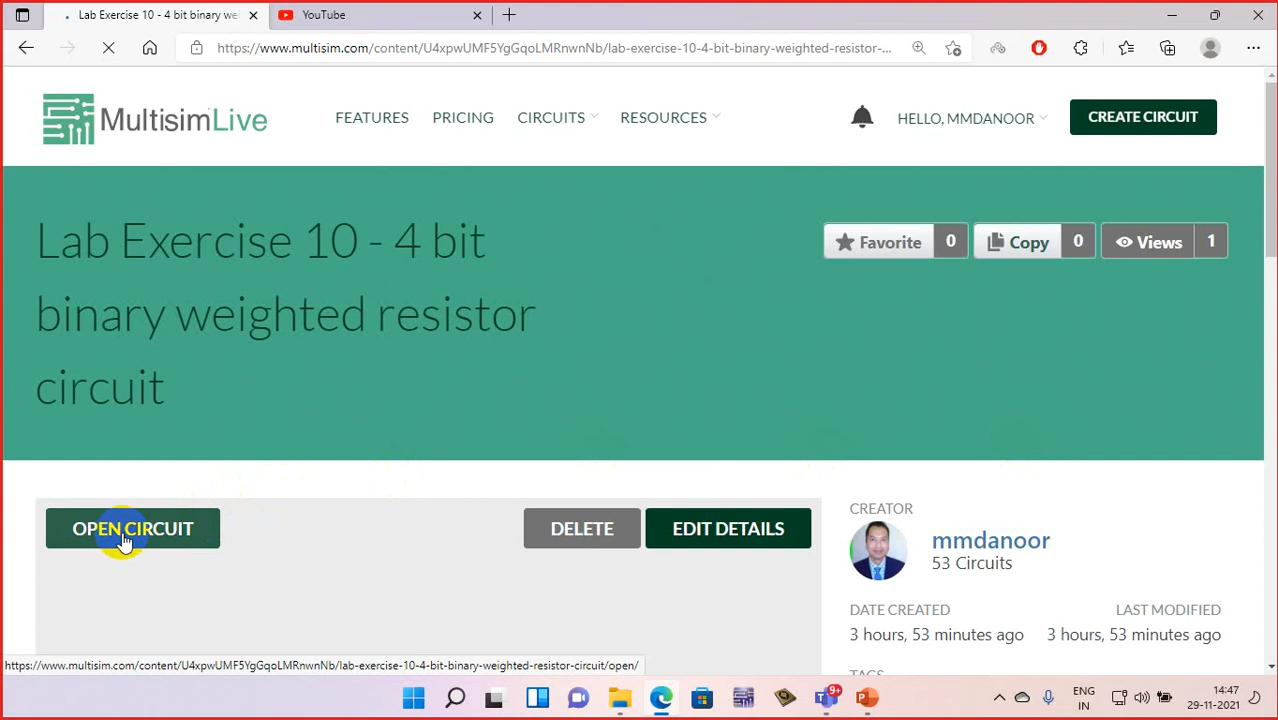 Lab Exercise 10 - 4 bit binary we
YouTube
https://www.multisim.com/content/U4xpwUMF5YgGqoLMRnwnNb/lab-exercise-10-4-bit-binary-weighted-resistor-...
MultisimLive
FEATURES
PRICING
CIRCUITS
RESOURCES
HELLO, MMDANOOR
CREATE CIRCUIT
Lab Exercise 10 - 4 bit
binary weighted resistor
circuit
Favorite 0
Copy 0
Views 1
OPEN CIRCUIT
DELETE
EDIT DETAILS
CREATOR
mmdanoor
53 Circuits
DATE CREATED
LAST MODIFIED
3 hours, 53 minutes ago
3 hours, 53 minutes ago
TAGS
https://www.multisim.com/content/U4xpwUMF5YgGqoLMRnwnNb/lab-exercise-10-4-bit-binary-weighted-resistor-circuit/open/
9+
ENG
IN
14:47
29-11-2021